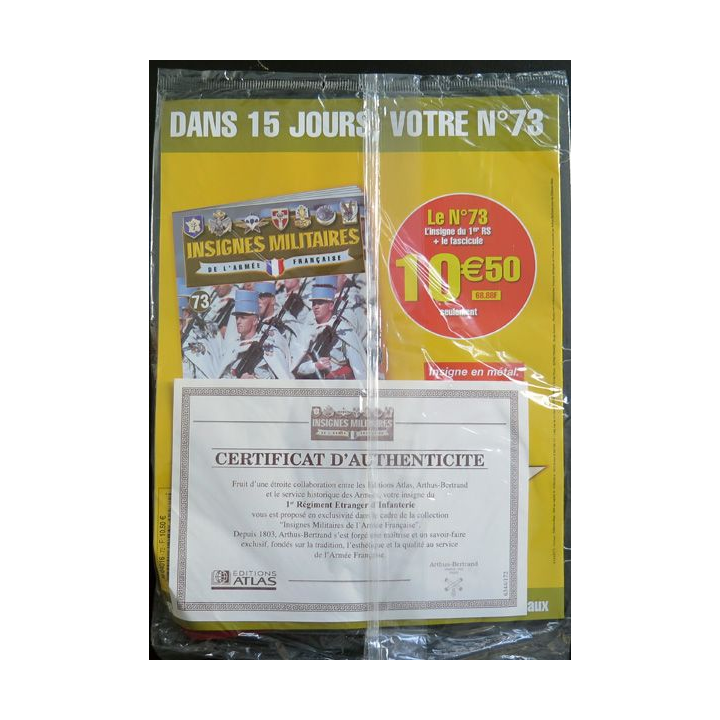 DANS 15 JOURS VOTRE N°73
INSIGNES MILITAIRES
DE L'ARMÉE FRANÇAISE
73
Le N°73
L'insigne du 1er RS
+ le fascicule
10€50
68.88F
seulement
Insigne en métal.
INSIGNES MILITAIRES
CERTIFICAT D'AUTHENTICITE
Fruit d'une étroite collaboration entre les Editions Atlas, Arthus-Bertrand
et le service historique des Armées, votre insigne du
1er Régiment Etranger d'Infanterie
vous est proposé en exclusivité dans le cadre de la collection
"Insignes Militaires de l'Armée Française".
Depuis 1803, Arthus-Bertrand s'est forgé une maîtrise et un savoir-faire
exclusif, fondés sur la tradition, l'esthétique et la qualité au service
de l'Armée Française.
EDITIONS
ATLAS
Arthus-Bertrand
aux